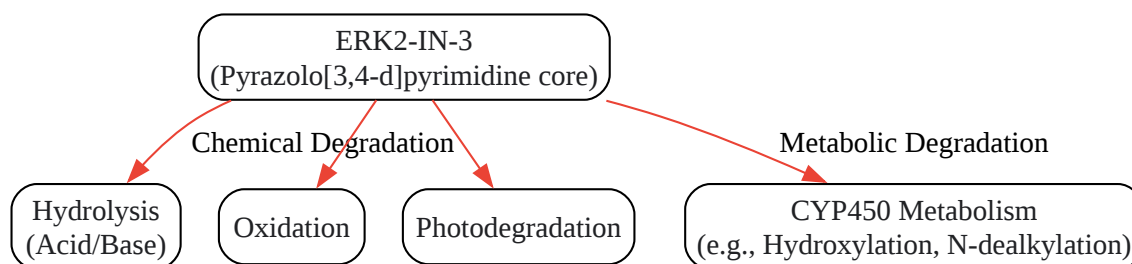 ERK2-IN-3
(Pyrazolo[3,4-d]pyrimidine core)
Chemical Degradation
Metabolic Degradation
Hydrolysis
(Acid/Base)
Oxidation
Photodegradation
CYP450 Metabolism
(e.g., Hydroxylation, N-dealkylation)